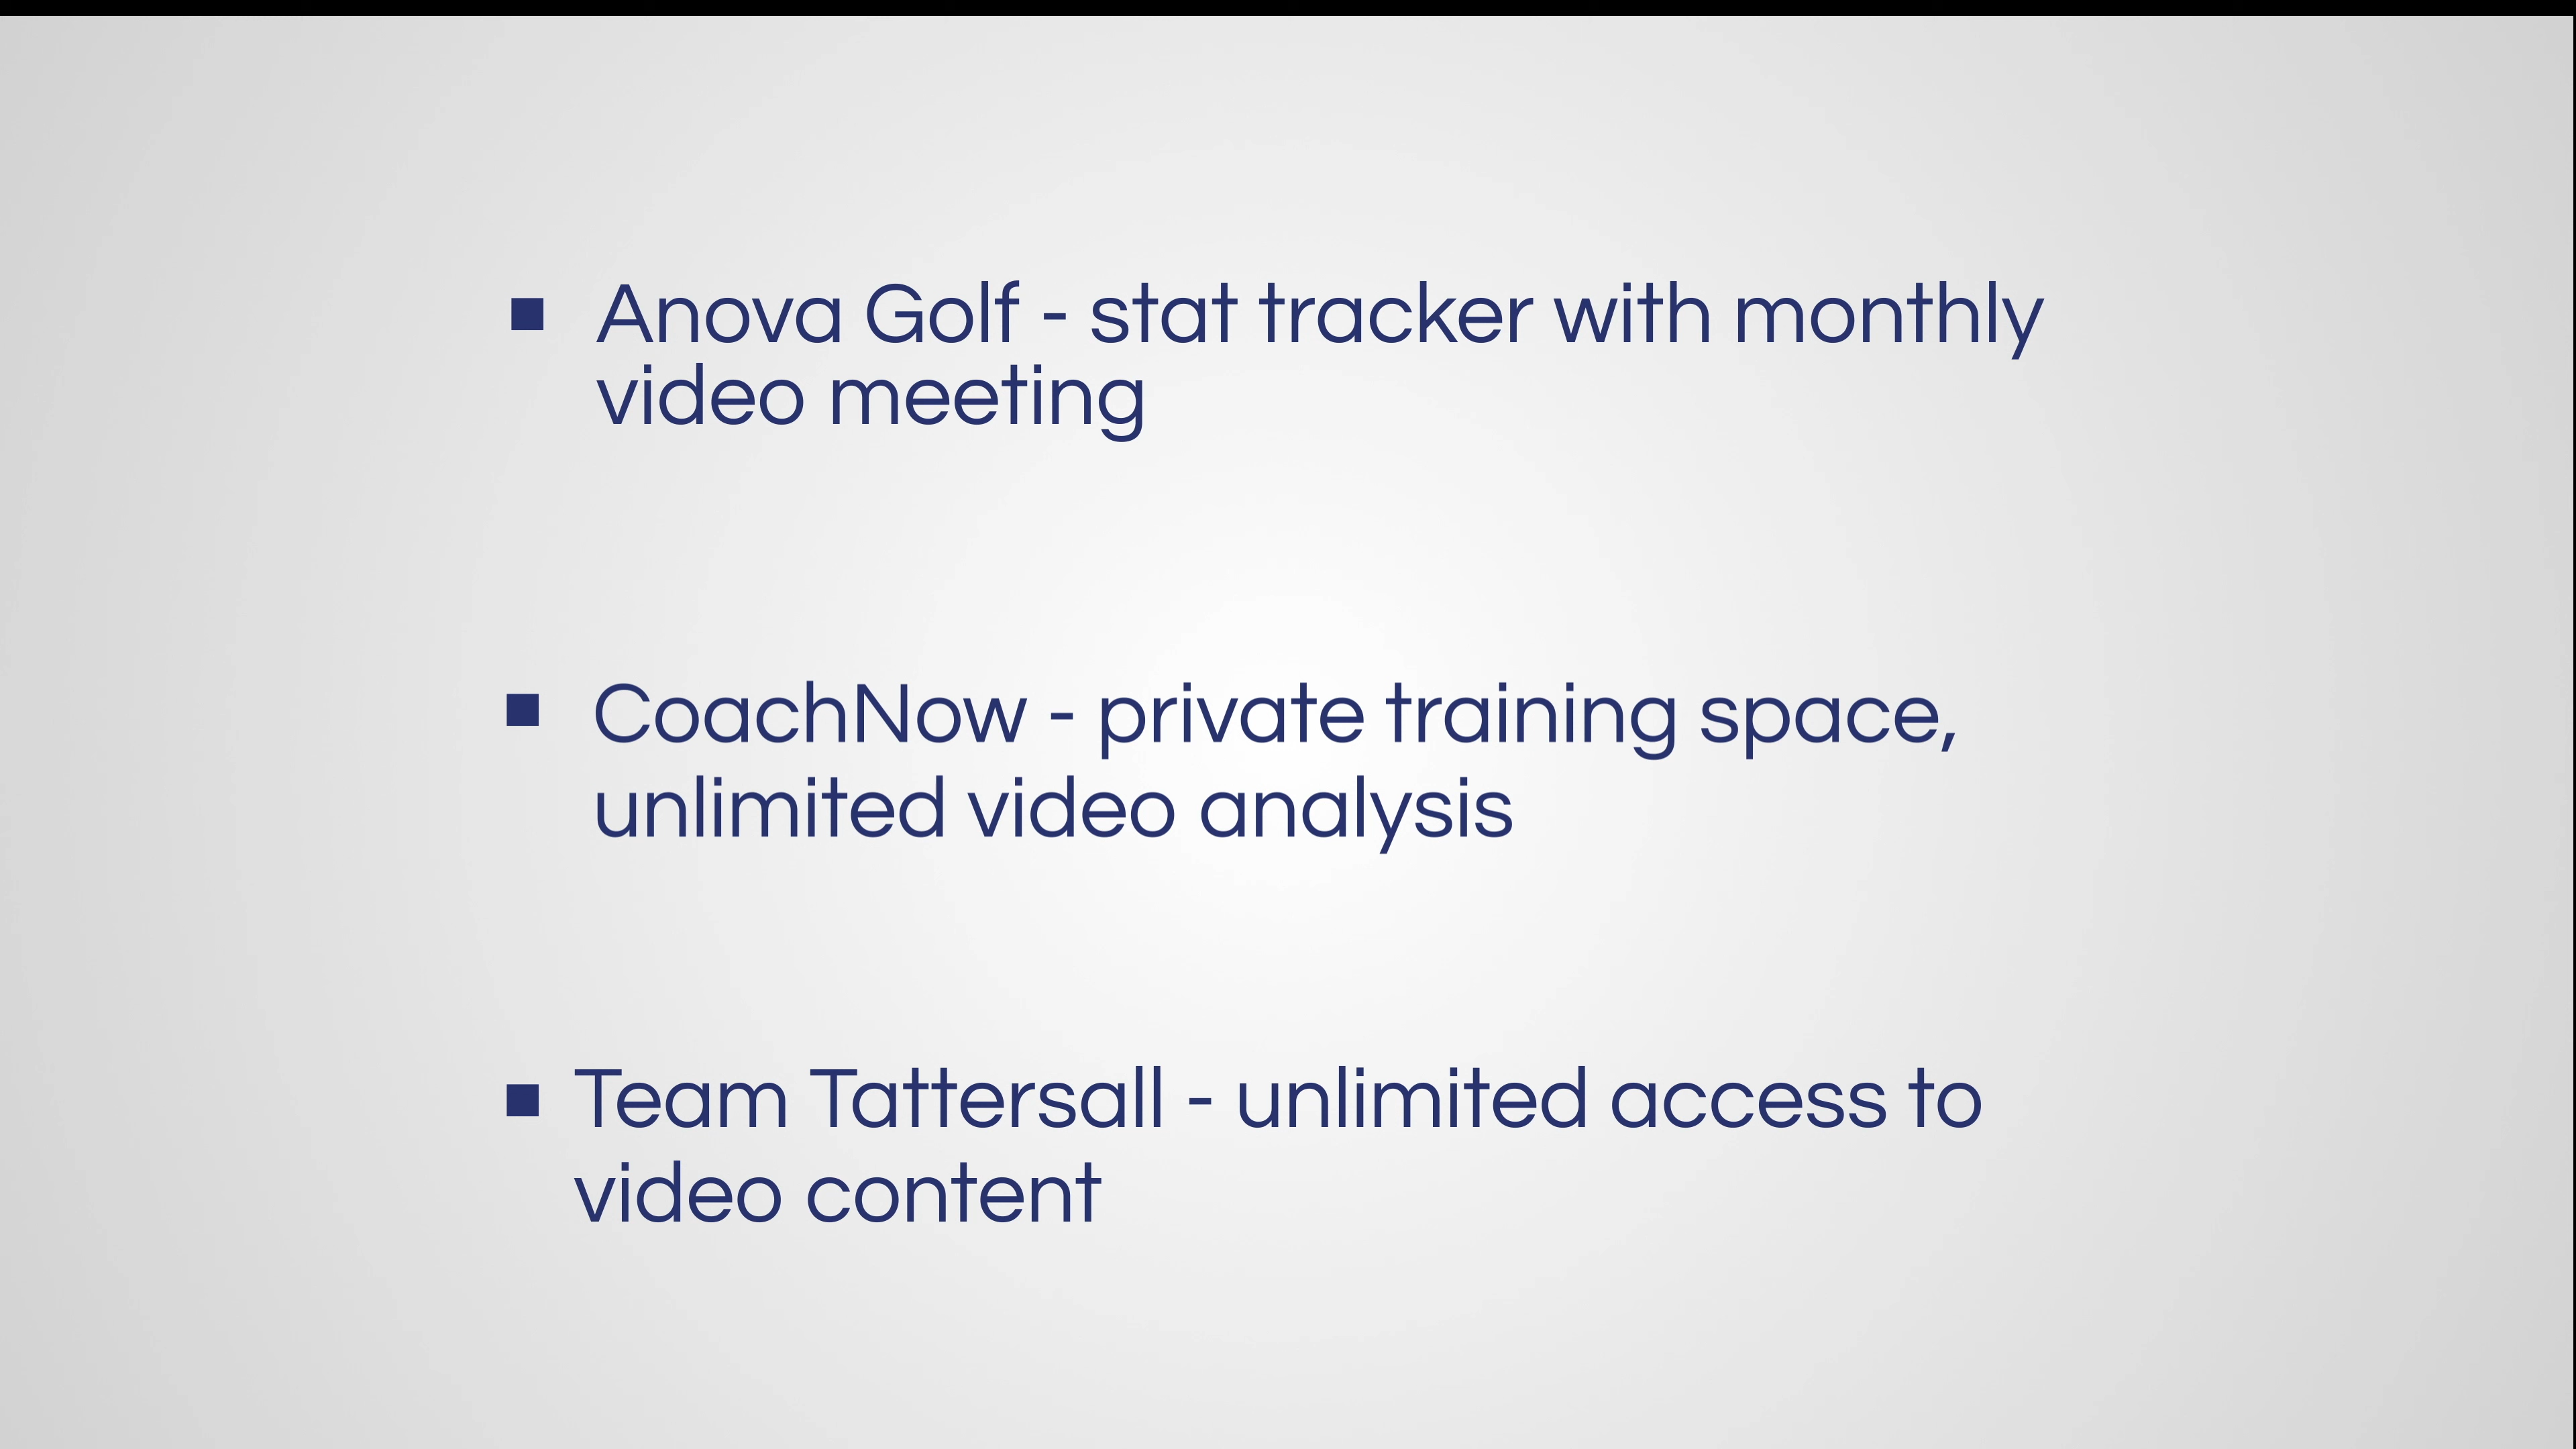 ▪ Anova Golf - stat tracker with monthly
video meeting
▪ CoachNow - private training space,
unlimited video analysis
▪ Team Tattersall - unlimited access to
video content